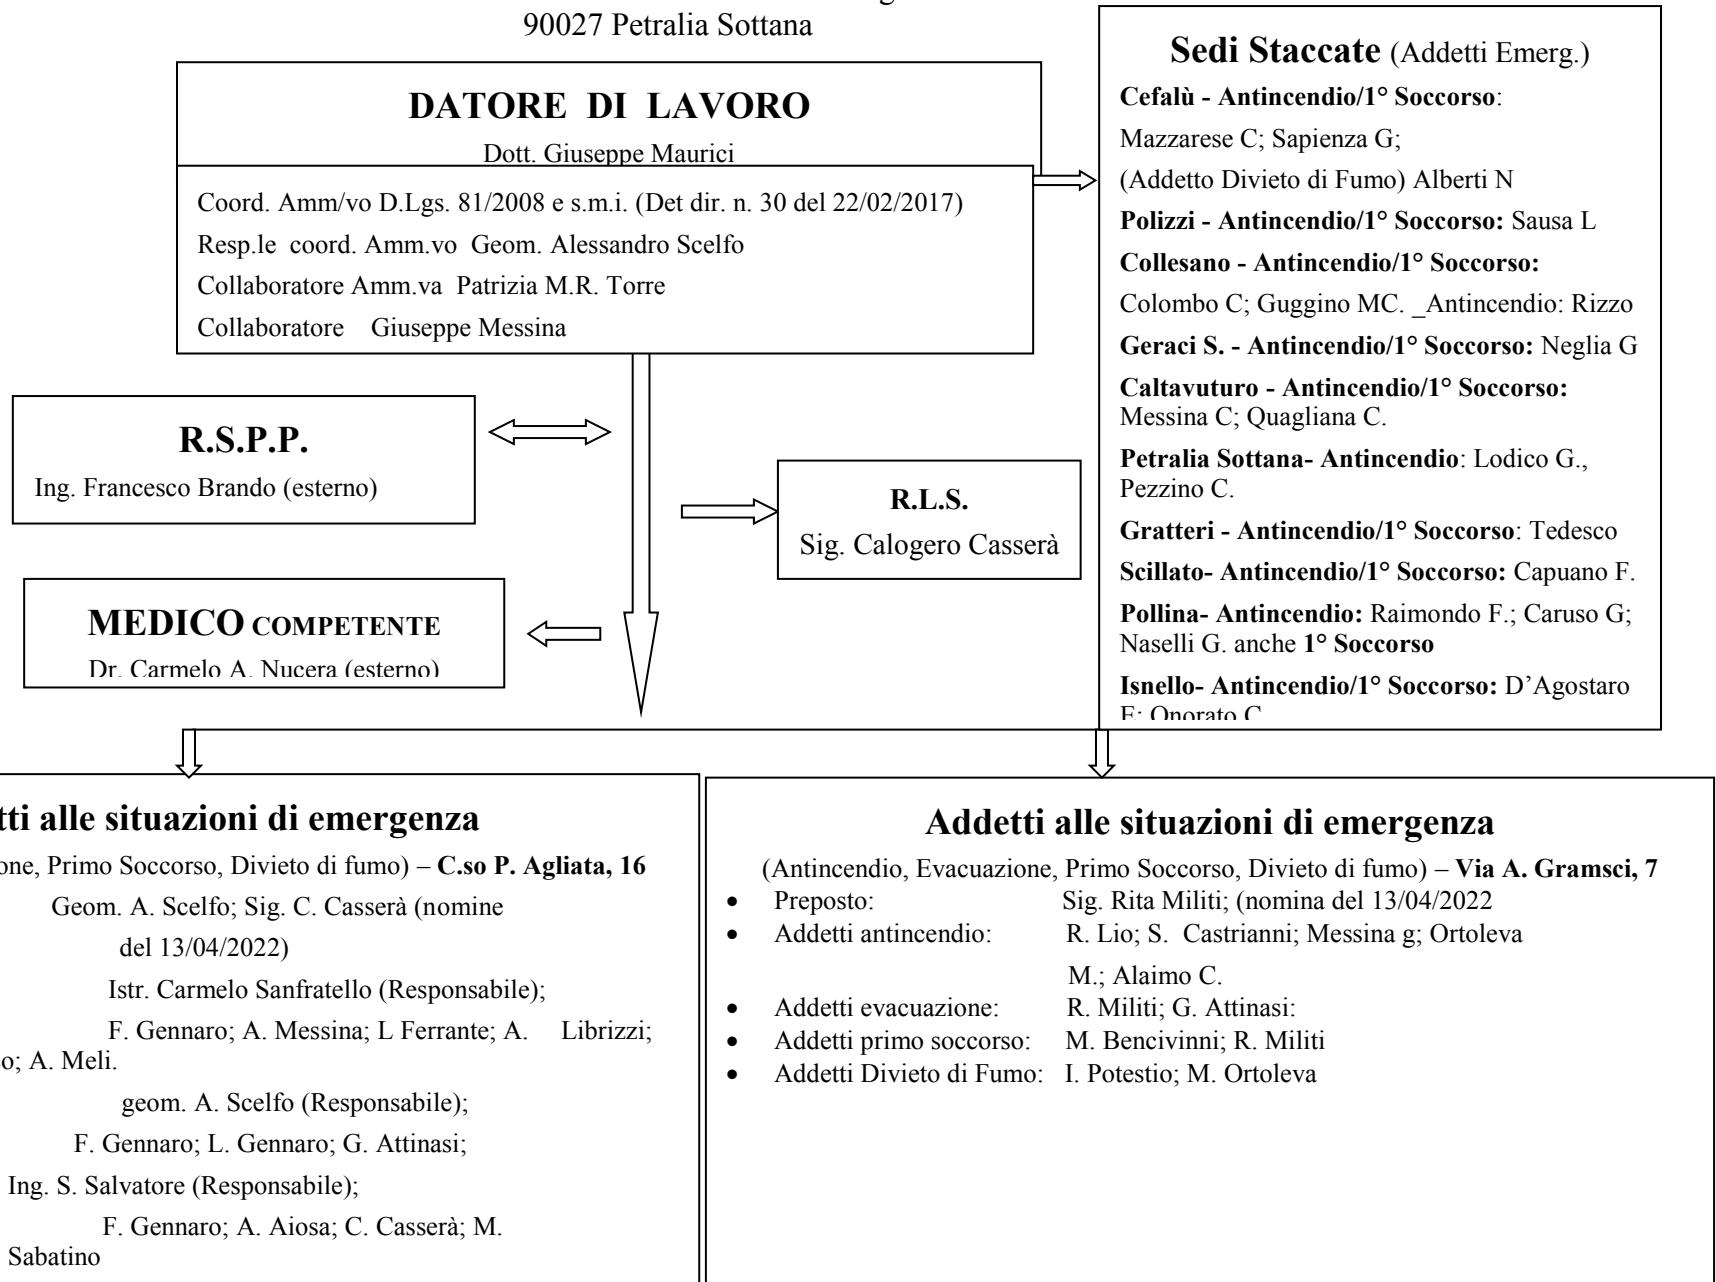 90027 Petralia Sottana
DATORE DI LAVORO
Dott. Giuseppe Maurici
Coord. Amm/vo D.Lgs. 81/2008 e s.m.i. (Det dir. n. 30 del 22/02/2017)
Resp.le coord. Amm.vo Geom. Alessandro Scelfo
Collaboratore Amm.va Patrizia M.R. Torre
Collaboratore Giuseppe Messina
Sedi Staccate (Addetti Emerg.)
Cefalù - Antincendio/1° Soccorso:
Mazzarese C; Sapienza G;
(Addetto Divieto di Fumo) Alberti N
Polizzi - Antincendio/1° Soccorso: Sausa L
Collesano - Antincendio/1° Soccorso:
Colombo C; Guggino MC. _Antincendio: Rizzo
Geraci S. - Antincendio/1° Soccorso: Neglia G
Caltavuturo - Antincendio/1° Soccorso:
Messina C; Quagliana C.
Petralia Sottana- Antincendio: Lodico G.,
Pezzino C.
Gratteri - Antincendio/1° Soccorso: Tedesco
Scillato- Antincendio/1° Soccorso: Capuano F.
Pollina- Antincendio: Raimondo F.; Caruso G;
Naselli G. anche 1° Soccorso
Isnello- Antincendio/1° Soccorso: D’Agostaro
Onorato C
R.S.P.P.
Ing. Francesco Brando (esterno)
R.L.S.
Sig. Calogero Casserà
MEDICO COMPETENTE
Dr. Carmelo A. Nucera (esterno)
tti alle situazioni di emergenza
one, Primo Soccorso, Divieto di fumo) – C.so P. Agliata, 16
Geom. A. Scelfo; Sig. C. Casserà (nomine
del 13/04/2022)
Istr. Carmelo Sanfratello (Responsabile);
F. Gennaro; A. Messina; L Ferrante; A. Librizzi;
o; A. Meli.
geom. A. Scelfo (Responsabile);
F. Gennaro; L. Gennaro; G. Attinasi;
Ing. S. Salvatore (Responsabile);
F. Gennaro; A. Aiosa; C. Casserà; M.
Sabatino
Addetti alle situazioni di emergenza
(Antincendio, Evacuazione, Primo Soccorso, Divieto di fumo) – Via A. Gramsci, 7
• Preposto: Sig. Rita Militi; (nomina del 13/04/2022
• Addetti antincendio: R. Lio; S. Castrianni; Messina g; Ortoleva
M.; Alaimo C.
• Addetti evacuazione: R. Militi; G. Attinasi:
• Addetti primo soccorso: M. Bencivinni; R. Militi
• Addetti Divieto di Fumo: I. Potestio; M. Ortoleva